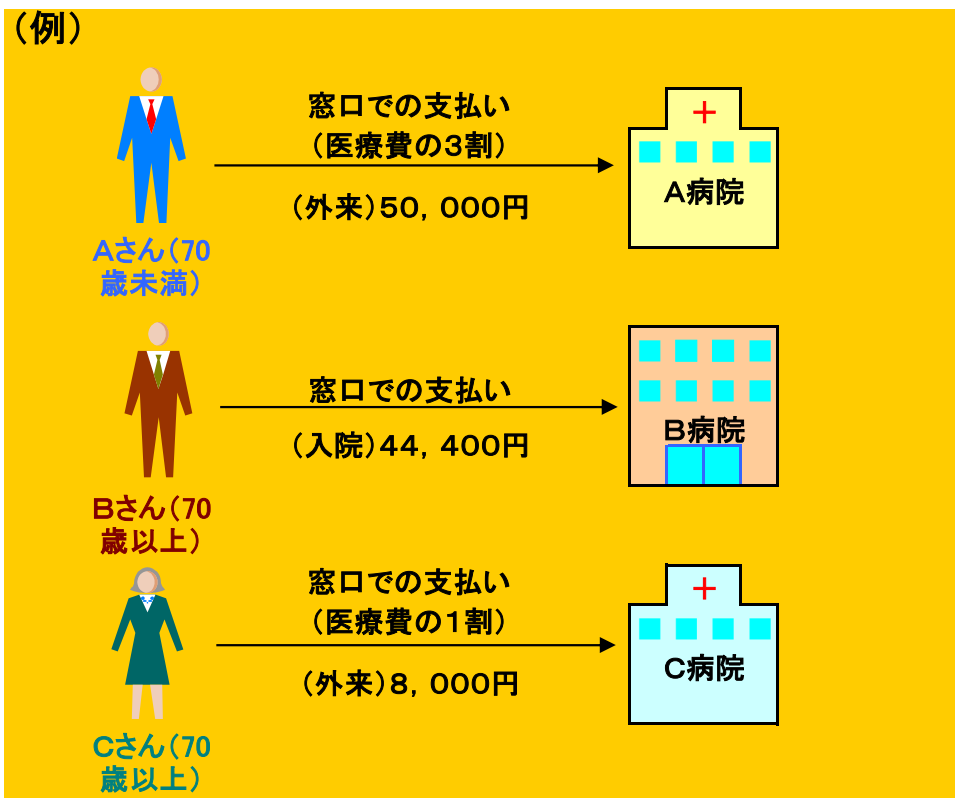 （例）
窓口での支払い
（医療費の３割）
（外来）５０，０００円
Ａ病院
Ａさん（70
歳未満）
窓口での支払い
（入院）４４，４００円
Ｂ病院
Ｂさん（70
歳以上）
窓口での支払い
（医療費の１割）
（外来）８，０００円
Ｃ病院
Ｃさん（70
歳以上）